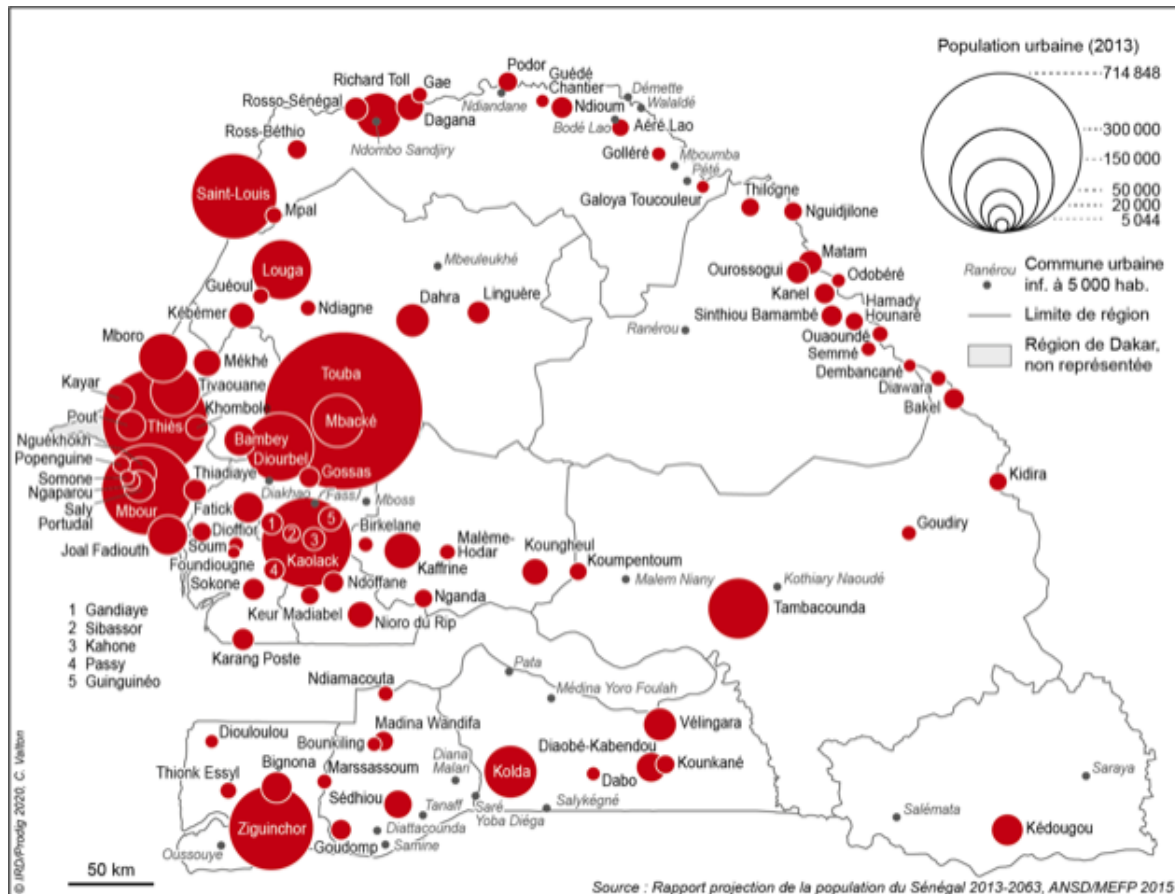 Population urbaine (2013)
714 848
300 000
150 000
50 000
20 000
5 044
Ranérou
Commune urbaine
inf. à 5 000 hab.
Limite de région
Région de Dakar,
non représentée
Richard Toll
Gae
Podor
Guédé
Chantier
Démette
Walaldé
Rosso-Sénégal
Ndiandane
Ndioum
Dagana
Bodé Lao
Aéré Lao
Ross-Béthio
Ndombo Sandjiry
Golléré
Mboumba
Pété
Saint-Louis
Galoya Toucouleur
Thilogne
Mpal
Nguidjilone
Matam
Louga
Mbeuleukhé
Ourossogui
Odobéré
Guéoul
Ndiagne
Dahra
Linguère
Kanel
Hamady
Hounaré
Kébémer
Sinthiou Bamambé
Ranérou
Ouaoundé
Mboro
Semmé
Mékhé
Dembancané
Touba
Diawara
Kayar
Tivaouane
Bakel
Pout
Thiès
Khombole
Mbacké
Nguékhokh
Bambey
Popenguine
Diourbel
Somone
Thiadiaye
Gossas
Ngaparou
Diakhao
Fass
Mboss
Kidira
Saly
Portudal
Mbour
Fatick
Birkelane
Goudiry
Joal Fadiouth
Dioffior
1
2
3
5
Malème-
Hodar
Koungheul
Koumpentoum
Soum
Kaolack
Kaffrine
Foundiougne
4
Malem Niany
Kothiary Naoudé
Sokone
Ndoffane
Nganda
Tambacounda
Keur Madiabel
Nioro du Rip
1 Gandiaye
2 Sibassor
3 Kahone
4 Passy
5 Guinguinéo
Karang Poste
Pata
Ndiamacouta
Médina Yoro Foulah
Vélingara
Diouloulou
Madina Wandifa
Bounkiling
Diana
Malari
Diaobé-Kabendou
Kounkané
Thionk Essyl
Bignona
Marssassoum
Kolda
Dabo
Saraya
Sédhiou
Tanaff
Saré
Yoba Diéga
Salykégné
Salémata
Ziguinchor
Diattacounda
Kédougou
Oussouye
Goudomp
Samine
50 km
© IRD/Prodig 2020, C. Valton
Source : Rapport projection de la population du Sénégal 2013-2063, ANSD/MEFP 2015